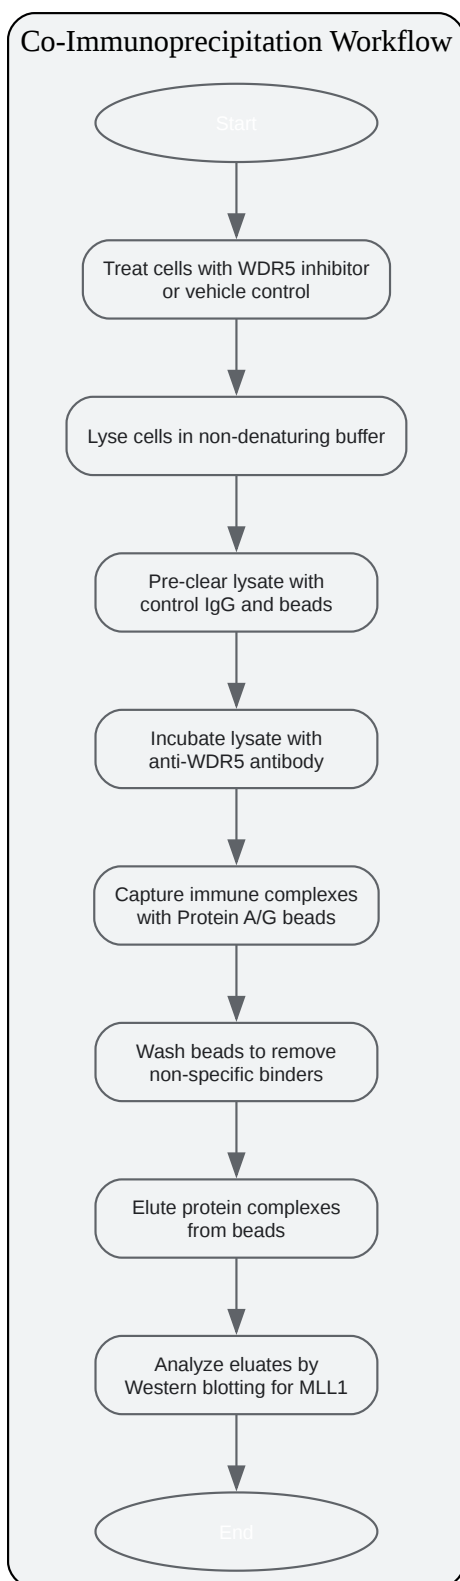 Co-Immunoprecipitation Workflow
Start
Treat cells with WDR5 inhibitor
or vehicle control
Lyse cells in non-denaturing buffer
Pre-clear lysate with
control IgG and beads
Incubate lysate with
anti-WDR5 antibody
Capture immune complexes
with Protein A/G beads
Wash beads to remove
non-specific binders
Elute protein complexes
from beads
Analyze eluates by
Western blotting for MLL1
End